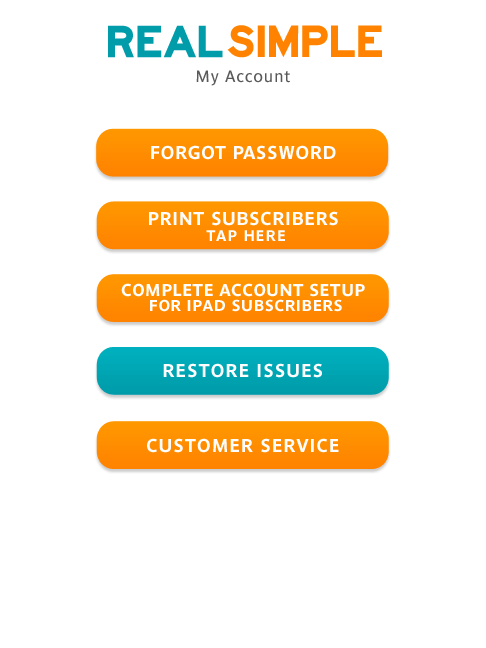 REAL SIMPLE
My Account
FORGOT PASSWORD
PRINT SUBSCRIBERS
TAP HERE
COMPLETE ACCOUNT SETUP
FOR IPAD SUBSCRIBERS
RESTORE ISSUES
CUSTOMER SERVICE